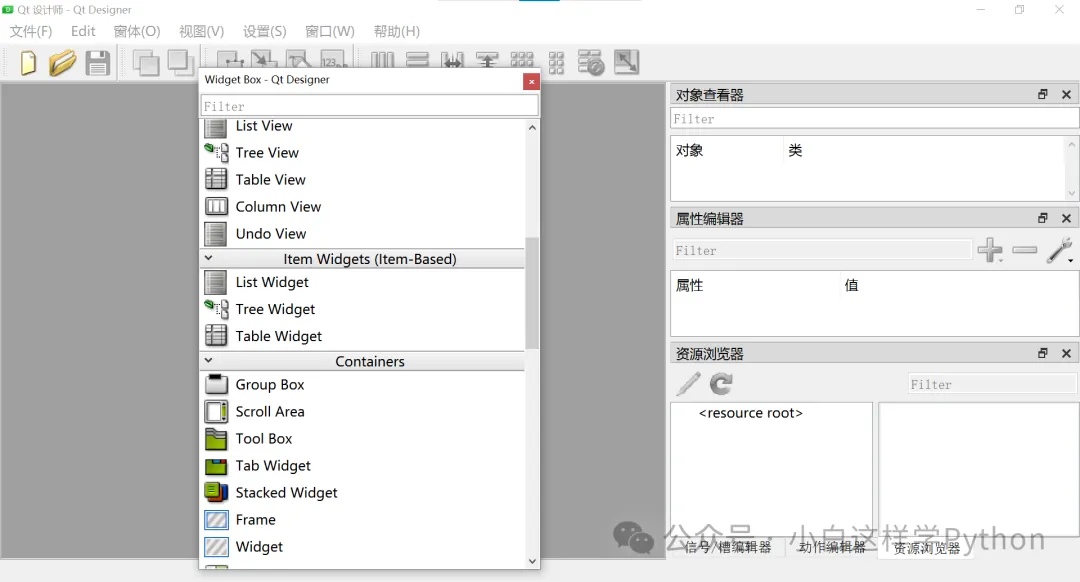 Qt 设计师 - Qt Designer
文件(F) Edit 窗体(O) 视图(V) 设置(S) 窗口(W) 帮助(H)
123
Widget Box - Qt Designer
Filter
List View
Tree View
Table View
Column View
Undo View
Item Widgets (Item-Based)
List Widget
Tree Widget
Table Widget
Containers
Group Box
Scroll Area
Tool Box
Tab Widget
Stacked Widget
Frame
Widget
对象查看器
Filter
对象 类
属性编辑器
Filter
属性 值
资源浏览器
Filter
<resource root>
公众号 · 小白这样学Python
信号/槽编辑器 动作编辑器 资源浏览器